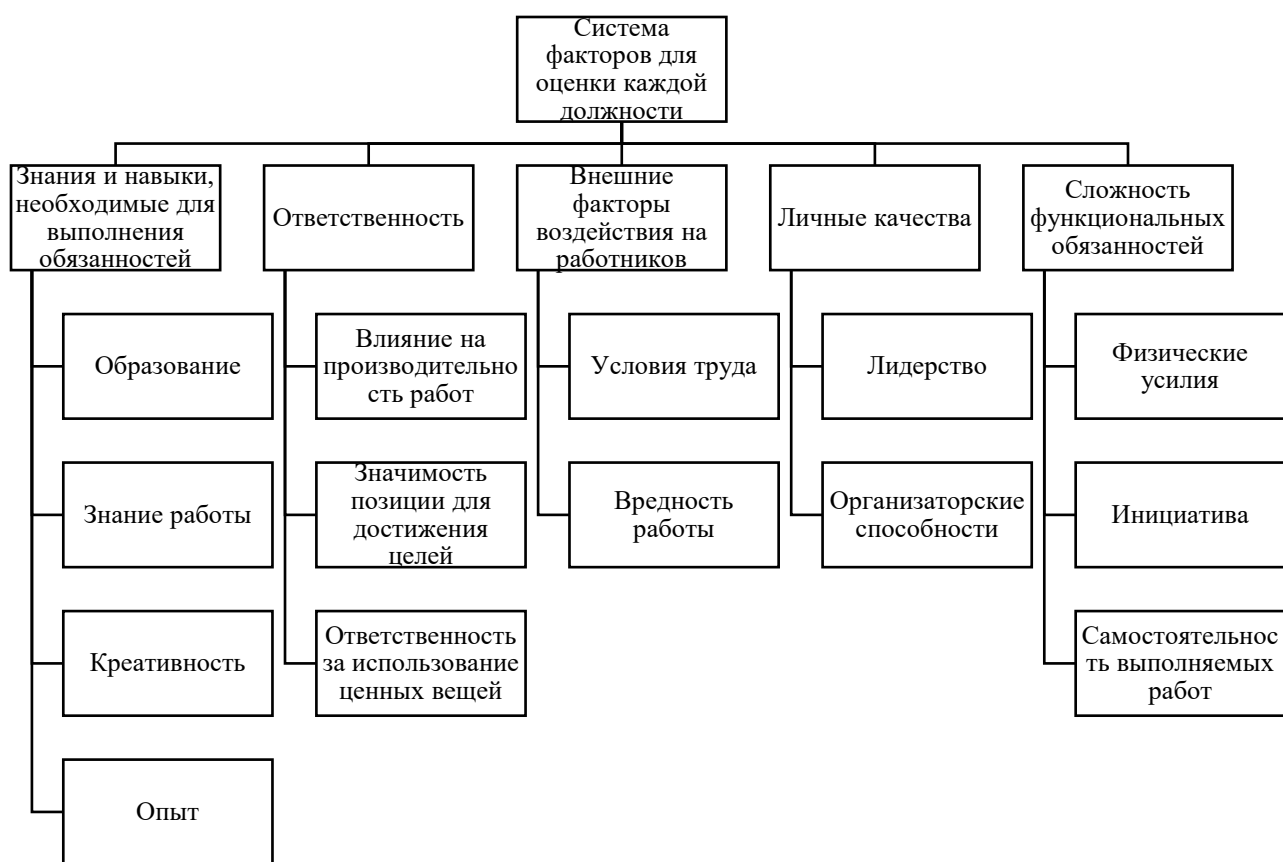 Система
факторов для
оценки каждой
должности
Знания и навыки,
необходимые для
выполнения
обязанностей
Ответственность
Внешние
факторы
воздействия на
работников
Личные качества
Сложность
функциональных
обязанностей
Образование
Знание работы
Креативность
Опыт
Влияние на
производительно
сть работ
Значимость
позиции для
достижения
целей
Ответственность
за использование
ценных вещей
Условия труда
Вредность
работы
Лидерство
Организаторские
способности
Физические
усилия
Инициатива
Самостоятельнос
ть выполняемых
работ